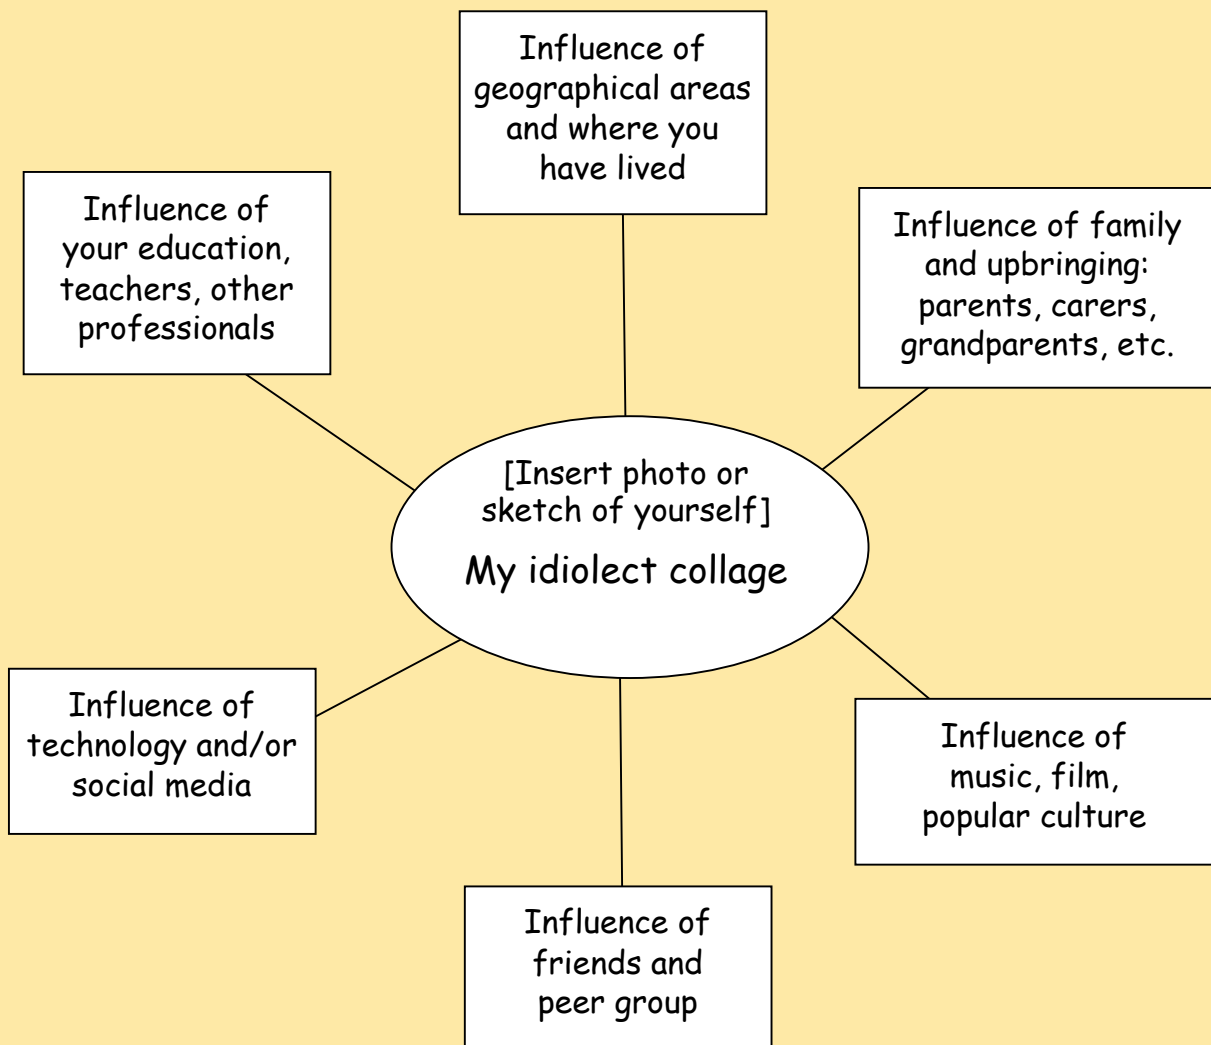 Influence of
geographical areas
and where you
have lived
Influence of
your education,
teachers, other
professionals
Influence of family
and upbringing:
parents, carers,
grandparents, etc.
[Insert photo or
sketch of yourself]
My idiolect collage
Influence of
technology and/or
social media
Influence of
music, film,
popular culture
Influence of
friends and
peer group